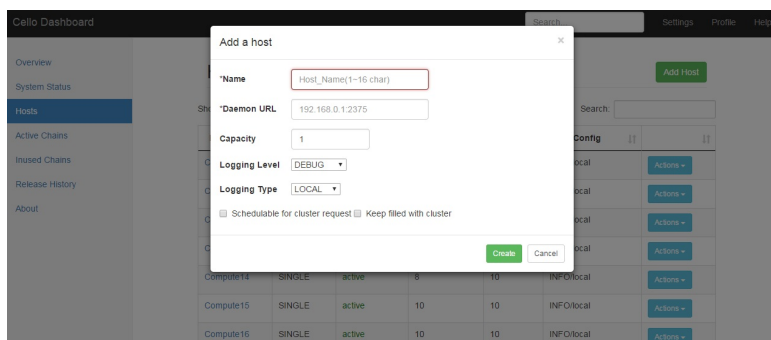 Cello Dashboard
Search...
Settings Profile Help
Overview
System Status
Hosts
Active Chains
Inused Chains
Release History
About
Add a host
×
*Name Host_Name(1~16 char)
*Daemon URL 192.168.0.1:2375
Capacity 1
Logging Level DEBUG
Logging Type LOCAL
Schedulable for cluster request Keep filled with cluster
Create Cancel
Add Host
Search:
Config
ocal Actions
ocal Actions
ocal Actions
ocal Actions
Compute14 SINGLE active 8 10 INFO/local Actions
Compute15 SINGLE active 10 10 INFO/local Actions
Compute16 SINGLE active 10 10 INFO/local Actions